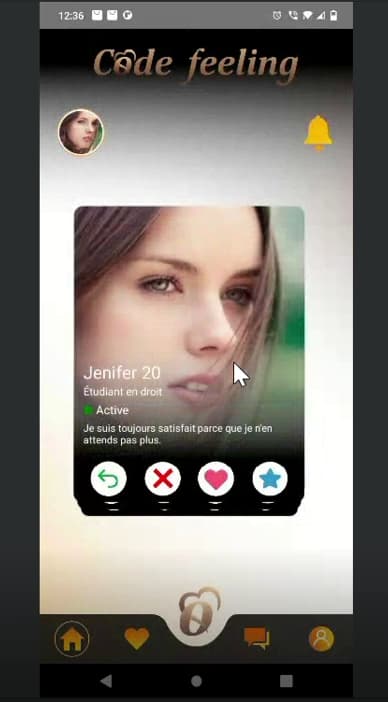 12:36
Code feeling
Jenifer 20
Étudiant en droit
Active
Je suis toujours satisfait parce que je n'en
attends pas plus.